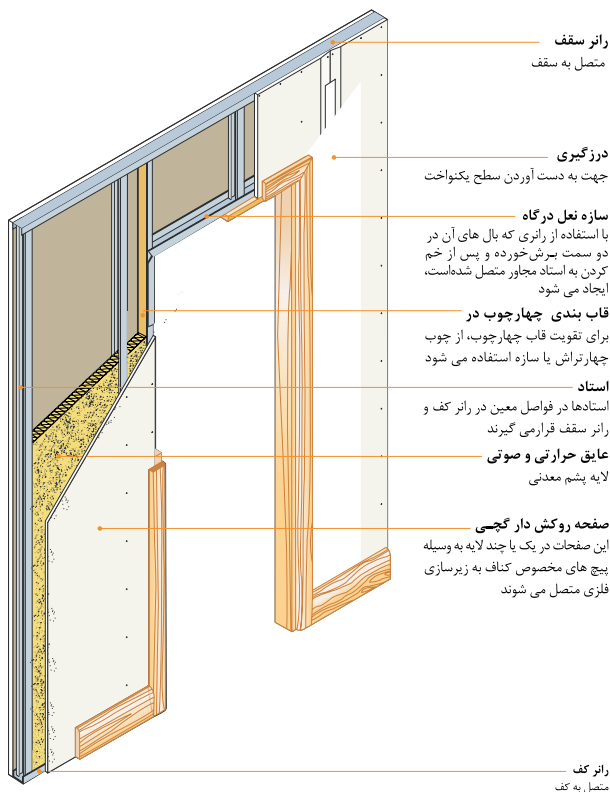 رانر سقف
متصل به سقف
درزگیری
جهت به دست آوردن سطح یکنواخت
سازه نعل درگاه
با استفاده از رانری که بال های آن در
دو سمت برش‌خورده و پس از خم
کردن به استاد مجاور متصل شده‌است،
ایجاد می شود
قاب بندی چهارچوب در
برای تقویت قاب چهارچوب، از چوب
چهارتراش یا سازه استفاده می شود
استاد
استادها در فواصل معین در رانر کف و
رانر سقف قرارمی گیرند
عایق حرارتی و صوتی
لایه پشم معدنی
صفحه روکش دار گچی
این صفحات در یک یا چند لایه به وسیله
پیچ های مخصوص کناف به زیرسازی
فلزی متصل می شوند
رانر کف
متصل به کف